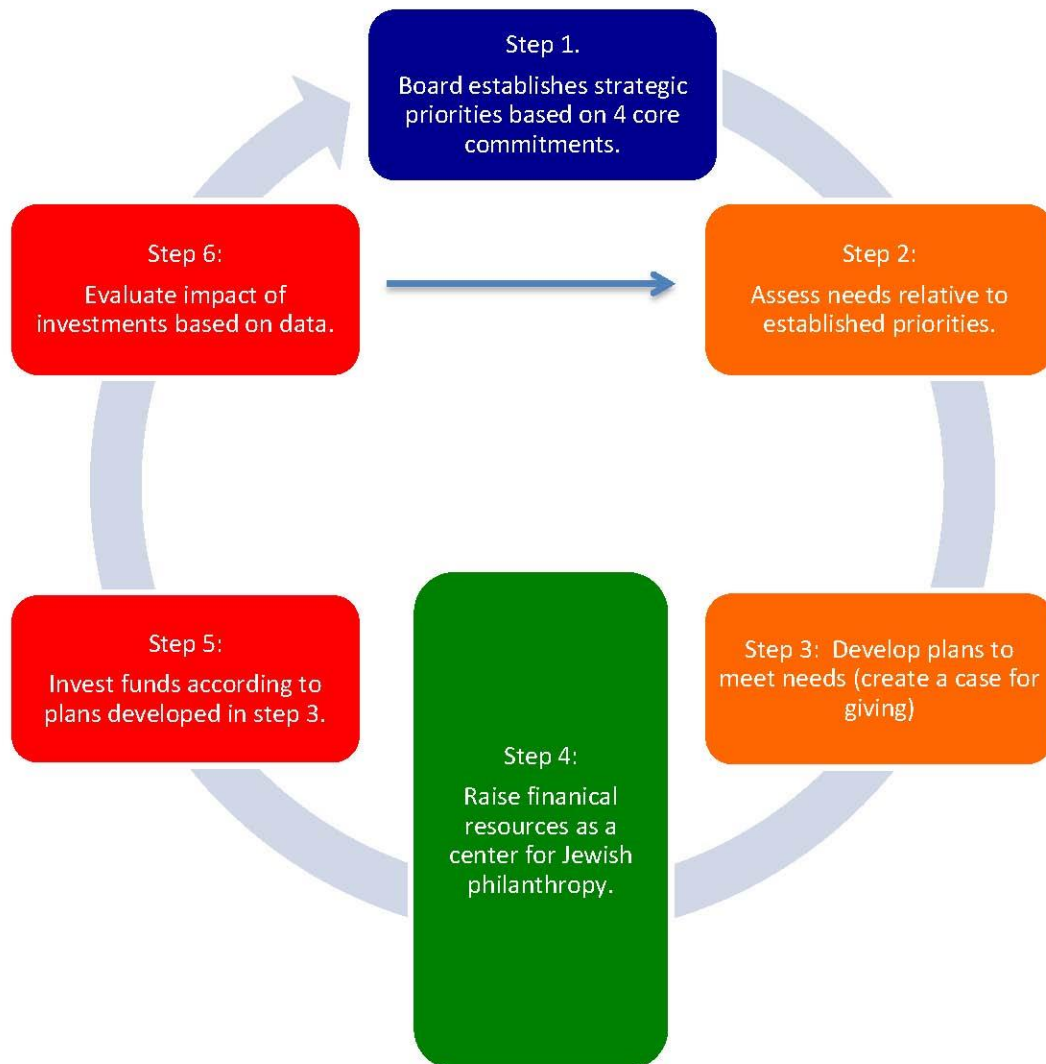 Step 1.
Board establishes strategic
priorities based on 4 core
commitments.
Step 2:
Assess needs relative to
established priorities.
Step 3:  Develop plans to
meet needs (create a case for
giving)
Step 4:
Raise finanical
resources as a
center for Jewish
philanthropy.
Step 5:
Invest funds according to
plans developed in step 3.
Step 6:
Evaluate impact of
investments based on data.